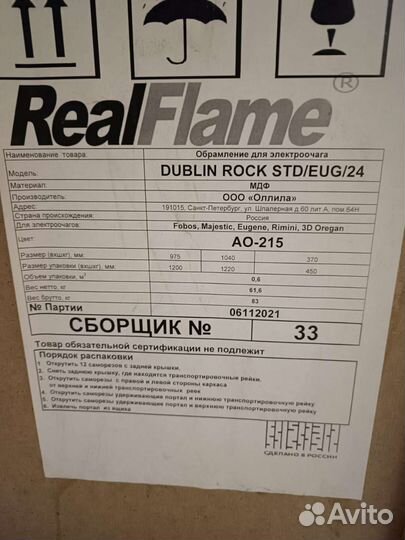 RealFlame®
Наименование товара: Обрамление для электроочага
Модель: DUBLIN ROCK STD/EUG/24
Материал: МДФ
Производитель: ООО «Оллила»
Адрес: 191015, Санкт-Петербург, ул. Шпалерная д.60 лит.А, пом.64Н
Страна происхождения: Россия
Для электроочагов: Fobos, Majestic, Eugene, Rimini, 3D Oregan
Цвет: АО-215
Размер (вхшхг), мм. 975 1040 370
Размер упаковки (вхшхг), мм. 1200 1220 450
Объем упаковки, м³ 0,6
Вес нетто, кг 61,6
Вес брутто, кг 83
№ Партии 06112021
СБОРЩИК № 33
Товар обязательной сертификации не подлежит
Порядок распаковки
1 Открутить 12 саморезов с задней крышки.
2. Снять заднюю крышку, где находятся транспортировочные рейки.
3. Открутить саморезы с правой и левой стороны каркаса
от верхней и нижней транспортировочных реек
4. Открутить саморезы удерживающие портал и нижнюю транспортировочную рейку
5. Открутить саморезы удерживающие портал и верхнюю транспортировочную рейку
6. Извлечь портал из ящика
СДЕЛАНО В РОССИИ
Avito